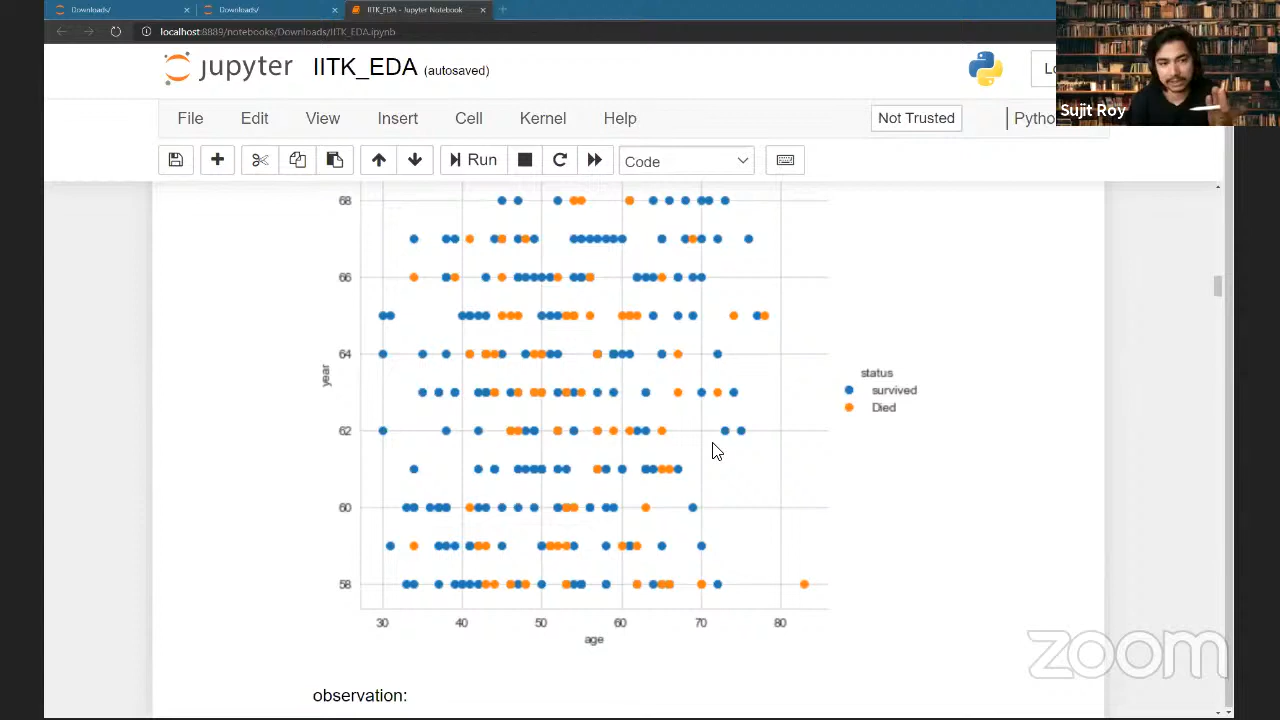 Downloads/
Downloads/
IITK_EDA - Jupyter Notebook
localhost:8889/notebooks/Downloads/IITK_EDA.ipynb
jupyter IITK_EDA (autosaved)
Sujit Roy
File Edit View Insert Cell Kernel Help Not Trusted
Run Code
68
66
64
62
60
58
year
30 40 50 60 70 80
age
status
survived
Died
observation:
zoom